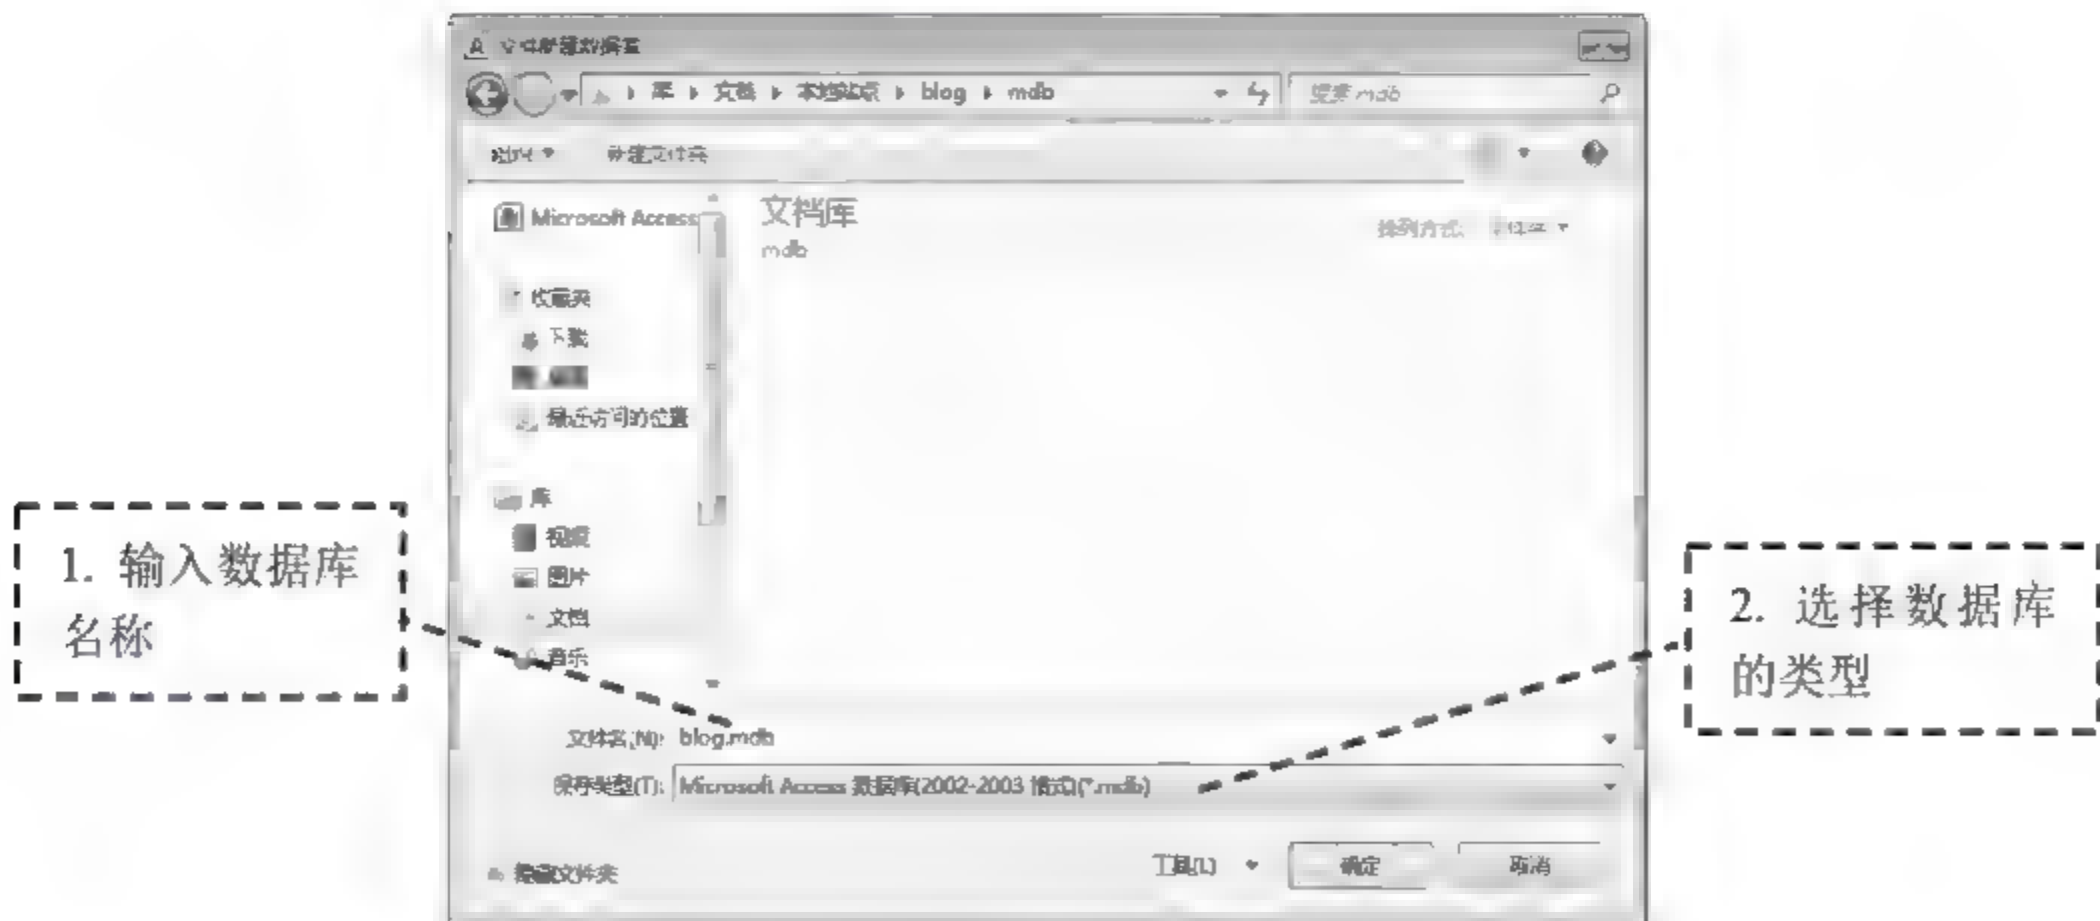 文件新建数据库
库 文档 本地站点 blog mdb
搜索 mdb
新建文件夹
Microsoft Access
文档库
mdb
排列方式:
收藏夹
下载
最近访问的位置
库
视频
图片
文档
音乐
1. 输入数据库
名称
2. 选择数据库
的类型
文件名(N): blog.mdb
保存类型(T): Microsoft Access 数据库(2002-2003 格式)(*.mdb)
隐藏文件夹
工具(L)
确定
取消